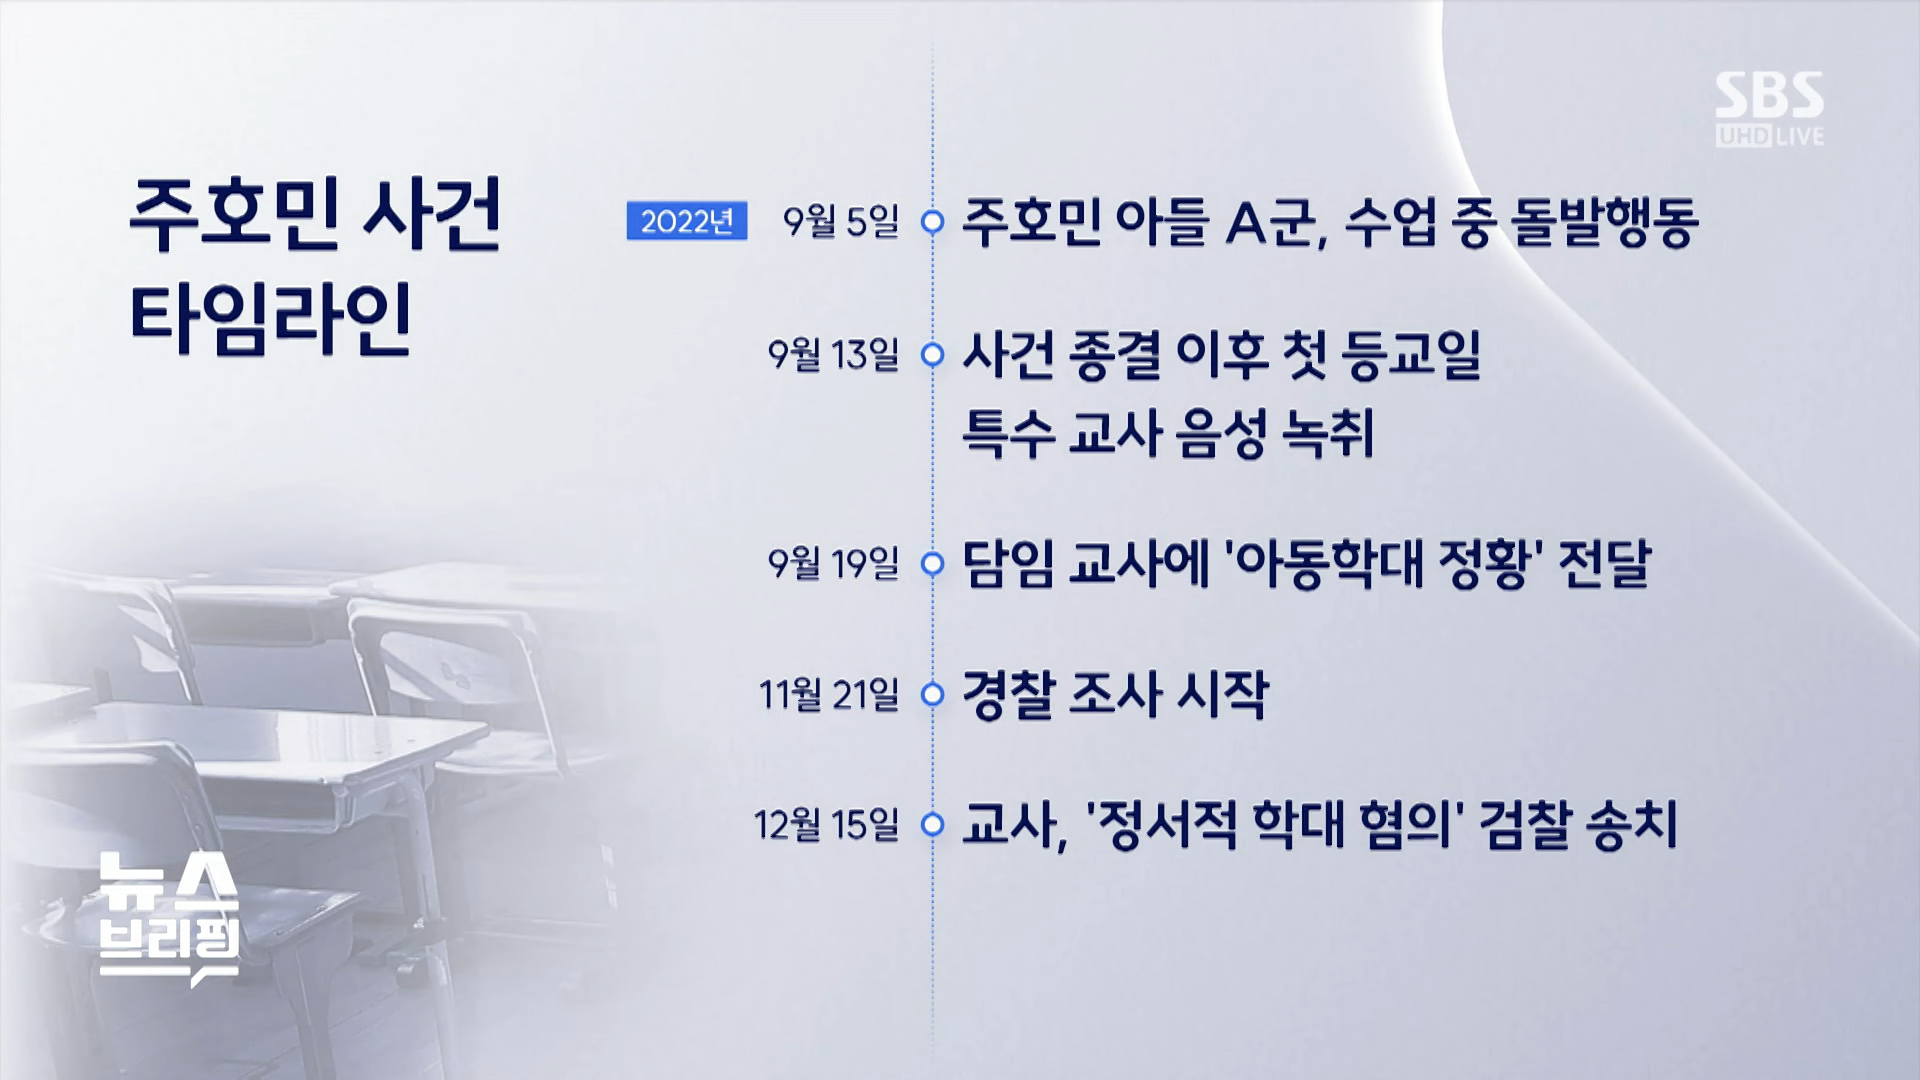 SBS
UHD LIVE
주호민 사건
타임라인
2022년 9월 5일 주호민 아들 A군, 수업 중 돌발행동
9월 13일 사건 종결 이후 첫 등교일
특수 교사 음성 녹취
9월 19일 담임 교사에 '아동학대 정황' 전달
11월 21일 경찰 조사 시작
12월 15일 교사, '정서적 학대 혐의' 검찰 송치
뉴스
브리핑